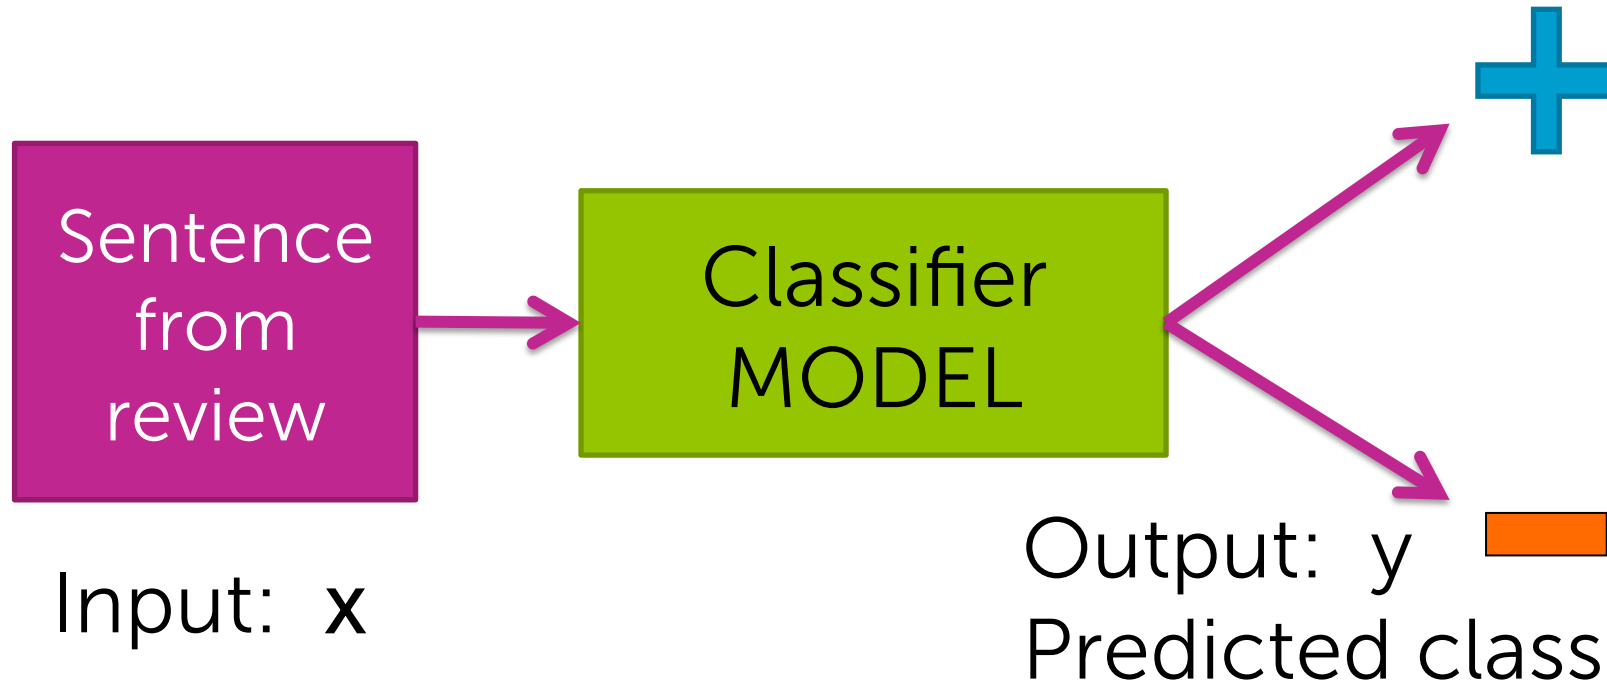 Sentence
from
review
Classifier
MODEL
Input: x
Output: y
Predicted class